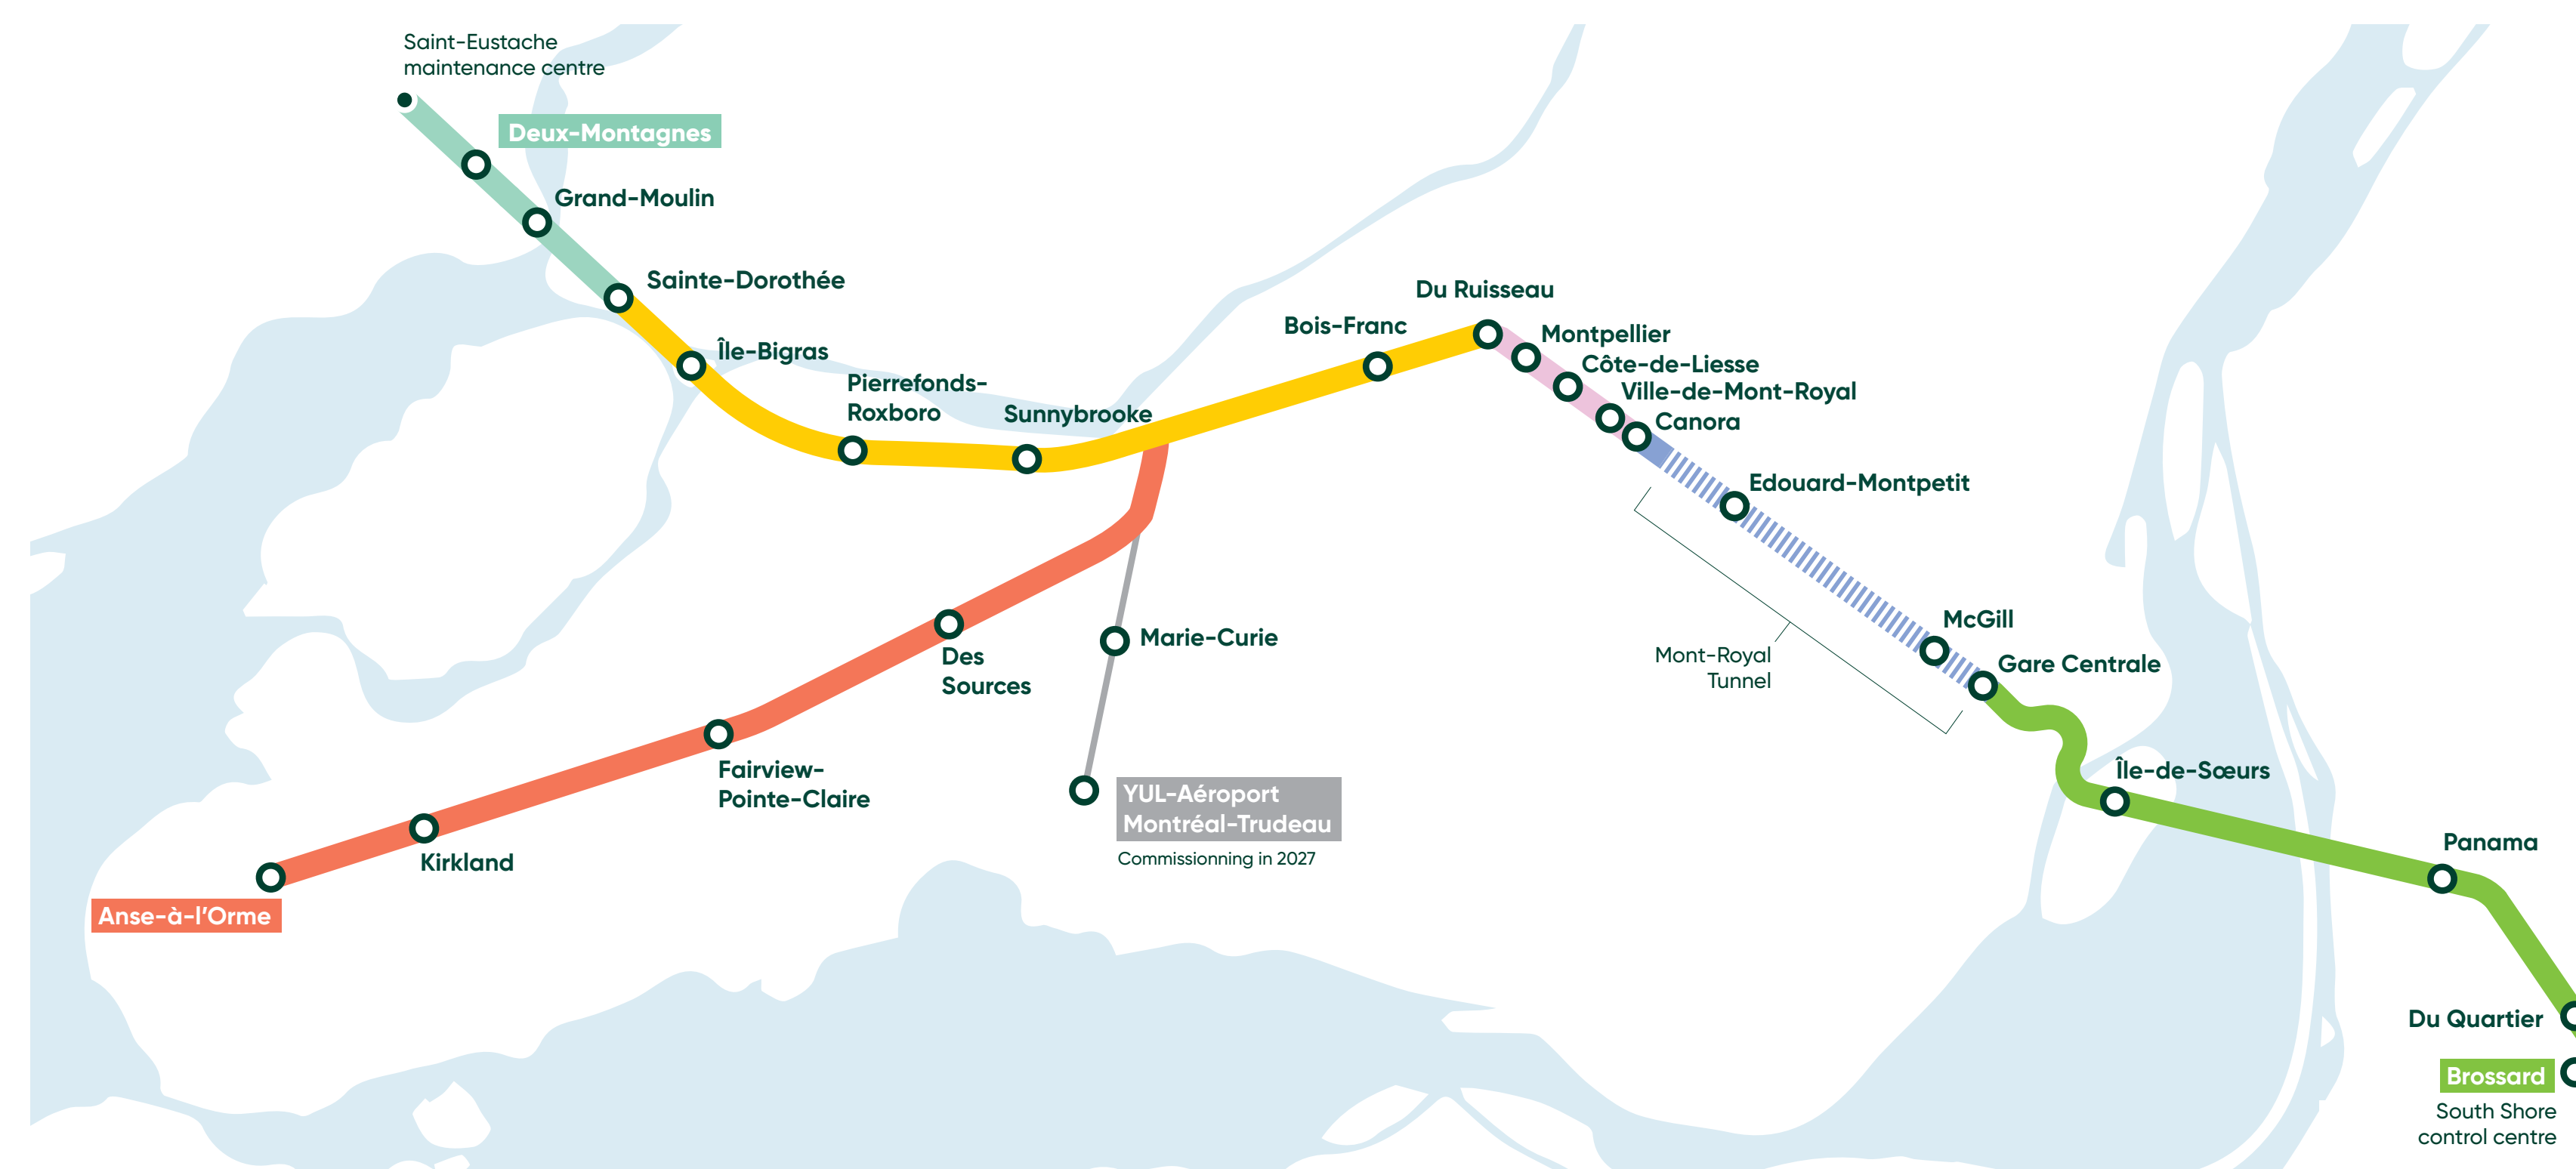 Saint-Eustache
maintenance centre
Deux-Montagnes
Grand-Moulin
Sainte-Dorothée
Île-Bigras
Pierrefonds-
Roxboro
Sunnybrooke
Bois-Franc
Du Ruisseau
Montpellier
Côte-de-Liesse
Ville-de-Mont-Royal
Canora
Edouard-Montpetit
McGill
Gare Centrale
Mont-Royal
Tunnel
Île-de-Sœurs
Panama
Du Quartier
Brossard
South Shore
control centre
Des
Sources
Marie-Curie
YUL-Aéroport
Montréal-Trudeau
Commissionning in 2027
Fairview-
Pointe-Claire
Kirkland
Anse-à-l'Orme